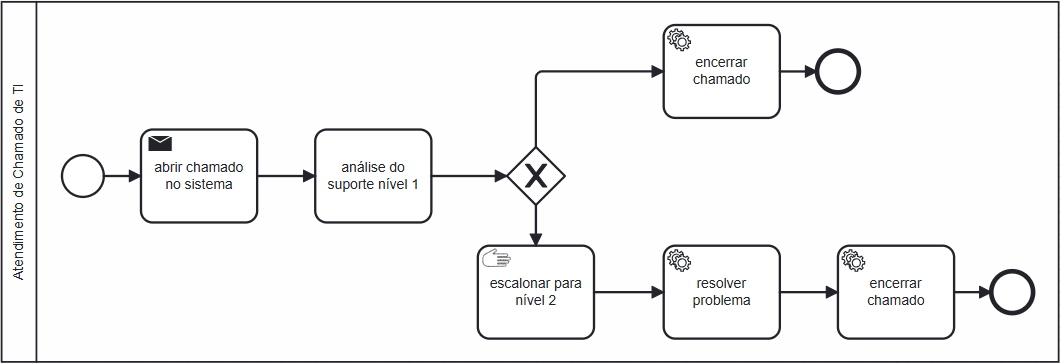 Atendimento de Chamado de TI
abrir chamado
no sistema
análise do
suporte nível 1
encerrar
chamado
escalonar para
nível 2
resolver
problema
encerrar
chamado